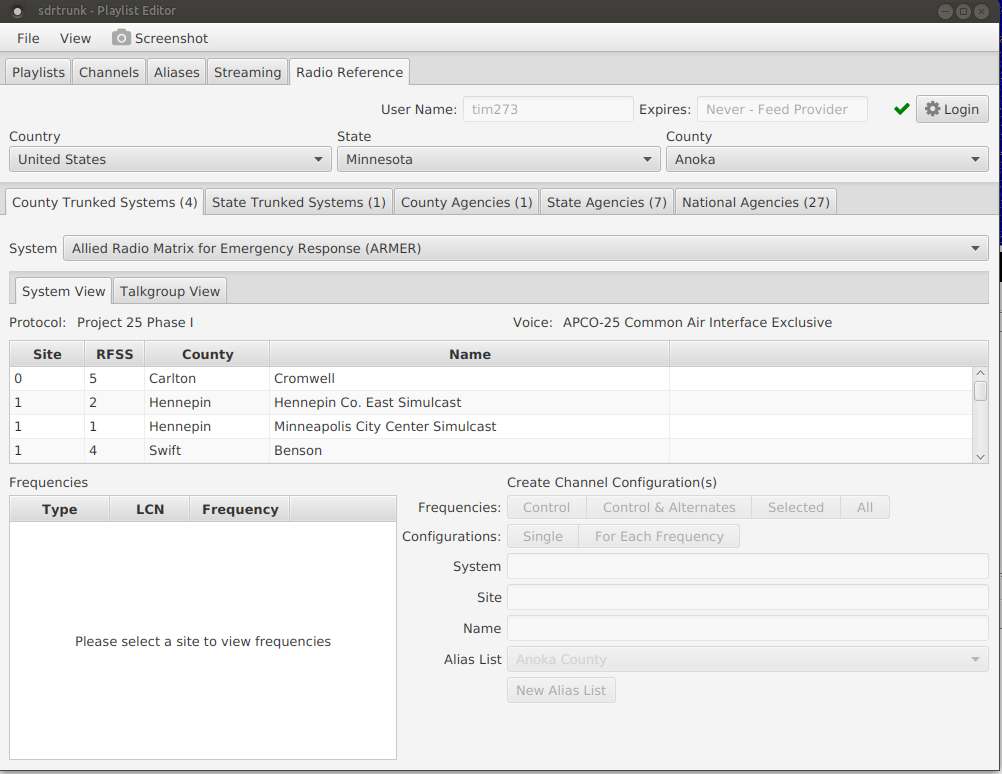 sdrtrunk - Playlist Editor
File View Screenshot
Playlists Channels Aliases Streaming Radio Reference
User Name: tim273 Expires: Never - Feed Provider Login
Country State County
United States Minnesota Anoka
County Trunked Systems (4) State Trunked Systems (1) County Agencies (1) State Agencies (7) National Agencies (27)
System Allied Radio Matrix for Emergency Response (ARMER)
System View Talkgroup View
Protocol: Project 25 Phase I Voice: APCO-25 Common Air Interface Exclusive
Site RFSS County Name
0 5 Carlton Cromwell
1 2 Hennepin Hennepin Co. East Simulcast
1 1 Hennepin Minneapolis City Center Simulcast
1 4 Swift Benson
Frequencies
Type LCN Frequency
Please select a site to view frequencies
Create Channel Configuration(s)
Frequencies: Control Control & Alternates Selected All
Configurations: Single For Each Frequency
System
Site
Name
Alias List Anoka County
New Alias List